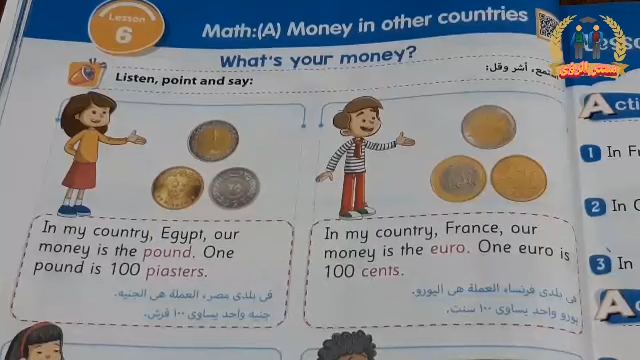 Lesson
6
Math:(A) Money in other countries
What's your money?
Listen, point and say:
أشر وقل:
In my country, Egypt, our
money is the pound. One
pound is 100 piasters.
فى بلدى مصر، العملة هى الجنيه.
جنيه واحد يساوى ١٠٠ قرش.
In my country, France, our
money is the euro. One euro is
100 cents.
فى بلدى فرنسا، العملة هى اليورو.
يورو واحد يساوى ١٠٠ سنت.
1 In
2 In
3 In